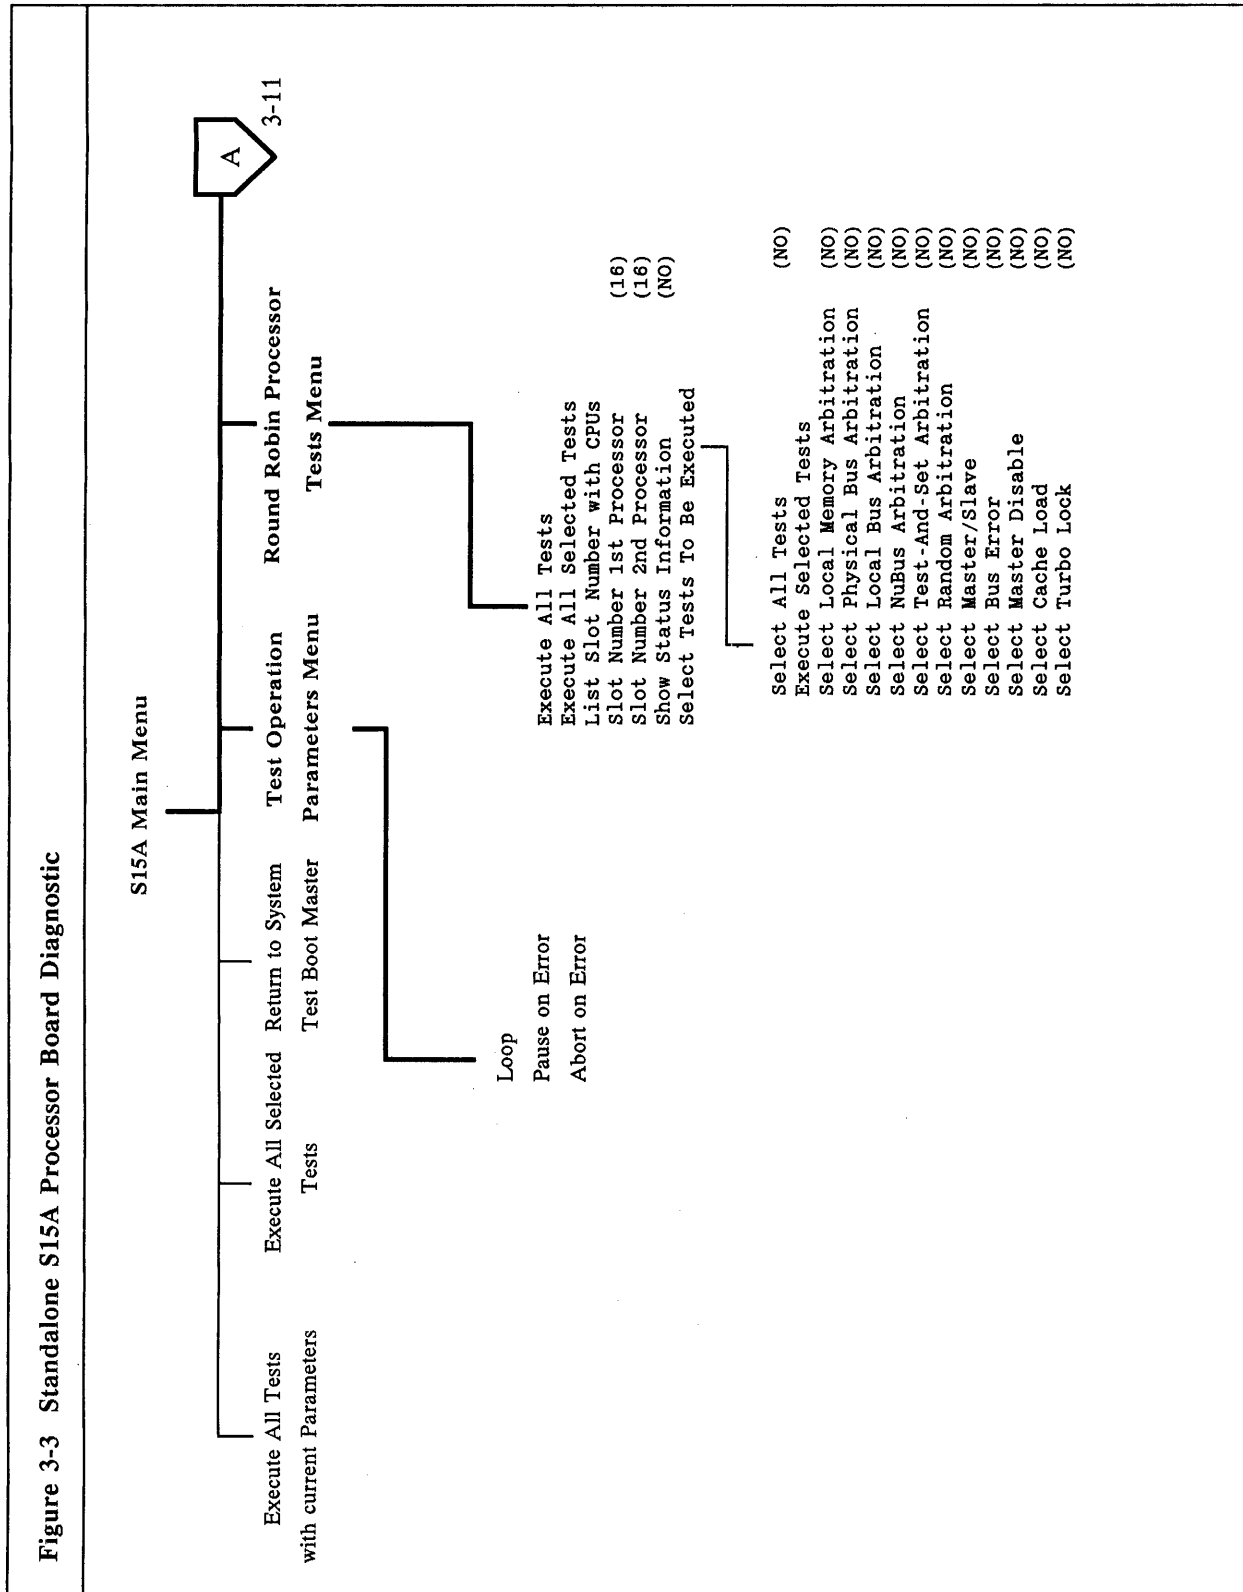 Figure 3-3 Standalone S15A Processor Board Diagnostic
S15A Main Menu
A
3-11
Execute All Tests
with current Parameters
Execute All Selected
Tests
Return to System
Test Boot Master
Test Operation
Parameters Menu
Round Robin Processor
Tests Menu
Loop
Pause on Error
Abort on Error
Execute All Tests
Execute All Selected Tests
List Slot Number with CPUs
Slot Number 1st Processor (16)
Slot Number 2nd Processor (16)
Show Status Information (NO)
Select Tests To Be Executed
Select All Tests (NO)
Execute Selected Tests
Select Local Memory Arbitration (NO)
Select Physical Bus Arbitration (NO)
Select Local Bus Arbitration (NO)
Select NuBus Arbitration (NO)
Select Test-And-Set Arbitration (NO)
Select Random Arbitration (NO)
Select Master/Slave (NO)
Select Bus Error (NO)
Select Master Disable (NO)
Select Cache Load (NO)
Select Turbo Lock (NO)